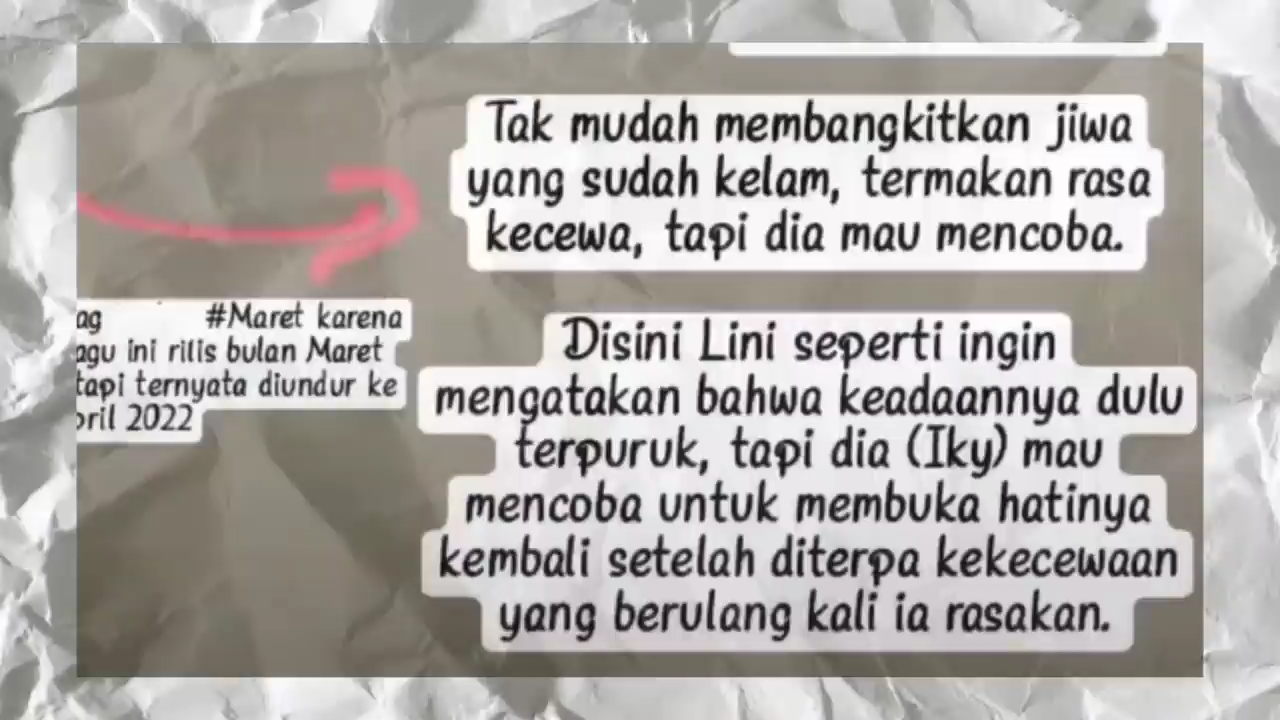 Tak mudah membangkitkan jiwa
yang sudah kelam, termakan rasa
kecewa, tapi dia mau mencoba.
#Maret karena
ini rilis bulan Maret
tapi ternyata diundur ke
2022
Disini Lini seperti ingin
mengatakan bahwa keadaannya dulu
terpuruk, tapi dia (Iky) mau
mencoba untuk membuka hatinya
kembali setelah diterpa kekecewaan
yang berulang kali ia rasakan.